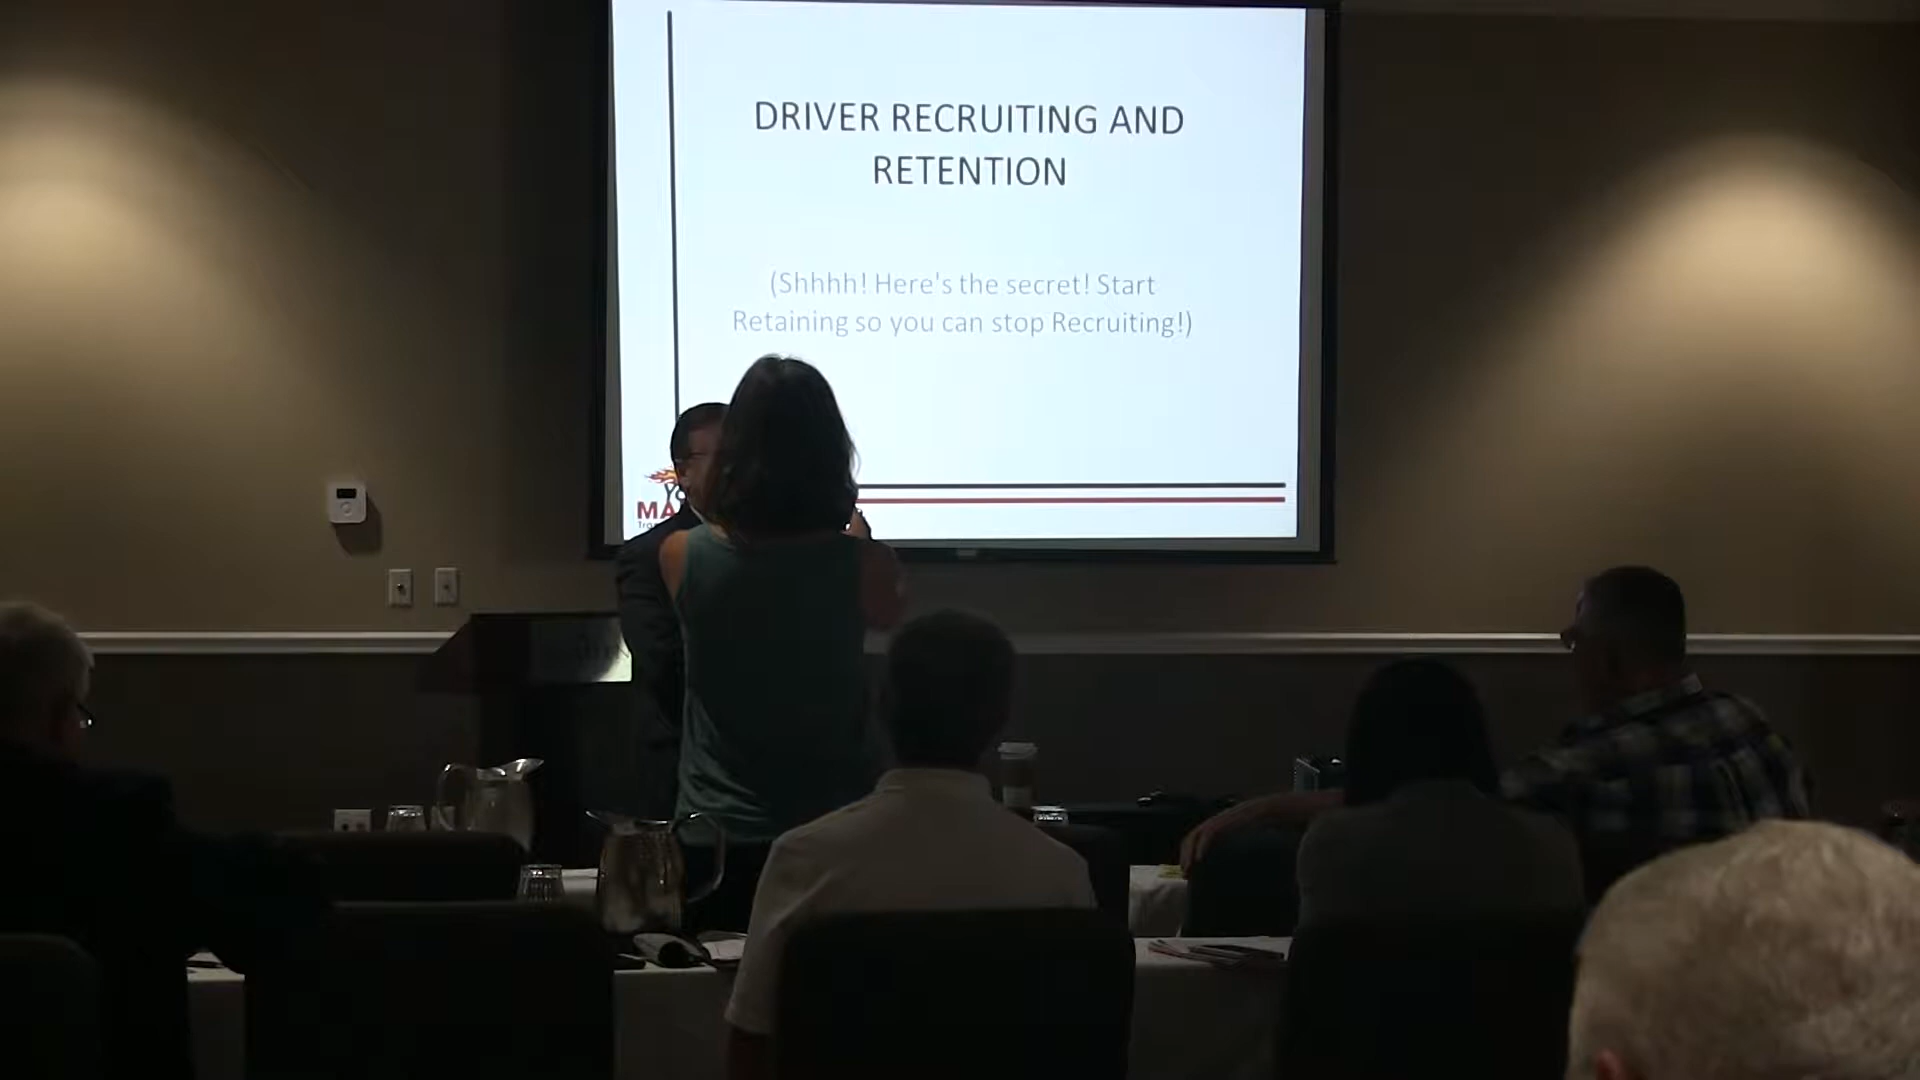 DRIVER RECRUITING AND
RETENTION
(Shhhh! Here's the secret! Start
Retaining so you can stop Recruiting!)